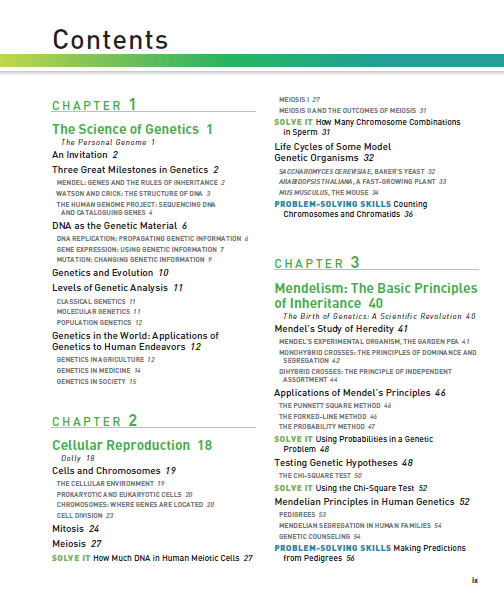 Contents
CHAPTER 1
The Science of Genetics 1
The Personal Genome 1
An Invitation 2
Three Great Milestones in Genetics 2
MENDEL: GENES AND THE RULES OF INHERITANCE 2
WATSON AND CRICK: THE STRUCTURE OF DNA 3
THE HUMAN GENOME PROJECT: SEQUENCING DNA
AND CATALOGUING GENES 4
DNA as the Genetic Material 6
DNA REPLICATION: PROPAGATING GENETIC INFORMATION 6
GENE EXPRESSION: USING GENETIC INFORMATION 7
MUTATION: CHANGING GENETIC INFORMATION 9
Genetics and Evolution 10
Levels of Genetic Analysis 11
CLASSICAL GENETICS 11
MOLECULAR GENETICS 11
POPULATION GENETICS 12
Genetics in the World: Applications of
Genetics to Human Endeavors 12
GENETICS IN AGRICULTURE 12
GENETICS IN MEDICINE 14
GENETICS IN SOCIETY 15
CHAPTER 2
Cellular Reproduction 18
Dolly 18
Cells and Chromosomes 19
THE CELLULAR ENVIRONMENT 19
PROKARYOTIC AND EUKARYOTIC CELLS 20
CHROMOSOMES: WHERE GENES ARE LOCATED 20
CELL DIVISION 23
Mitosis 24
Meiosis 27
SOLVE IT How Much DNA in Human Meiotic Cells 27
MEIOSIS I 27
MEIOSIS II AND THE OUTCOMES OF MEIOSIS 31
SOLVE IT How Many Chromosome Combinations
in Sperm 31
Life Cycles of Some Model
Genetic Organisms 32
SACCHAROMYCES CEREVISIAE, BAKER'S YEAST 32
ARABIDOPSIS THALIANA, A FAST-GROWING PLANT 33
MUS MUSCULUS, THE MOUSE 34
PROBLEM-SOLVING SKILLS Counting
Chromosomes and Chromatids 36
CHAPTER 3
Mendelism: The Basic Principles
of Inheritance 40
The Birth of Genetics: A Scientific Revolution 40
Mendel's Study of Heredity 41
MENDEL'S EXPERIMENTAL ORGANISM, THE GARDEN PEA 41
MONOHYBRID CROSSES: THE PRINCIPLES OF DOMINANCE AND
SEGREGATION 42
DIHYBRID CROSSES: THE PRINCIPLE OF INDEPENDENT
ASSORTMENT 44
Applications of Mendel's Principles 46
THE PUNNETT SQUARE METHOD 46
THE FORKED-LINE METHOD 46
THE PROBABILITY METHOD 47
SOLVE IT Using Probabilities in a Genetic
Problem 48
Testing Genetic Hypotheses 48
THE CHI-SQUARE TEST 50
SOLVE IT Using the Chi-Square Test 52
Mendelian Principles in Human Genetics 52
PEDIGREES 53
MENDELIAN SEGREGATION IN HUMAN FAMILIES 54
GENETIC COUNSELING 54
PROBLEM-SOLVING SKILLS Making Predictions
from Pedigrees 56
ix